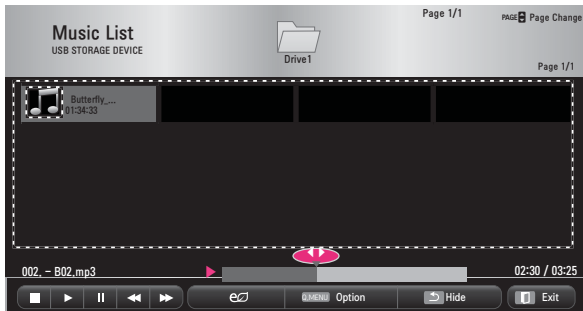 Music List
USB STORAGE DEVICE
Page 1/1
PAGE Page Change
Drive1
Page 1/1
Butterfly_...
01:34:33
002, – B02,mp3
02:30 / 03:25
Q.MENU Option
Hide
Exit